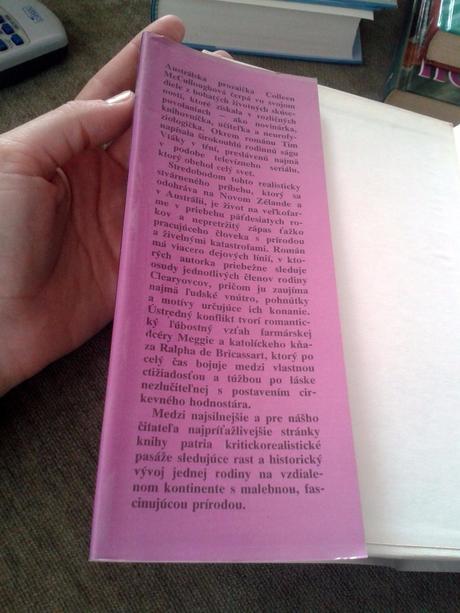 Austrálska prozaička Colleen
McCulloughová čerpá vo svojom
diele z bohatých životných skúse-
ností, ktoré získala v rozličných
povolaniach – ako novinárka,
knihovníčka, učiteľka a neurofy-
ziologička. Okrem románu Tim
napísala širokouhlú rodinnú ságu
Vtáky v tŕní, preslávenú najmä
v podobe televízneho seriálu,
ktorý obehol celý svet.
Stredobodom tohto realisticky
stvárneného príbehu, ktorý sa
odohráva na Novom Zélande a
v Austrálii, je život na veľkofar-
me v priebehu päťdesiatych ro-
kov a nepretržitý zápas ťažko
pracujúceho človeka s prírodou
a živelnými katastrofami. Román
má viacero dejových línií, v kto-
rých autorka priebežne sleduje
osudy jednotlivých členov rodiny
Clearyovcov, pričom ju zaujíma
najmä ľudské vnútro, pohnútky
a motívy určujúce ich konanie.
Ústredný konflikt tvorí romantic-
ký ľúbostný vzťah farmárskej
dcéry Meggie a katolíckeho kňa-
za Ralpha de Bricassart, ktorý po
celý čas bojuje medzi vlastnou
ctižiadosťou a túžbou po láske
nezlučiteľnej s postavením cir-
kevného hodnostára.
Medzi najsilnejšie a pre nášho
čitateľa najpríťažlivejšie stránky
knihy patria kritickorealistické
pasáže sledujúce rast a historický
vývoj jednej rodiny na vzdiale-
nom kontinente s malebnou, fas-
cinujúcou prírodou.